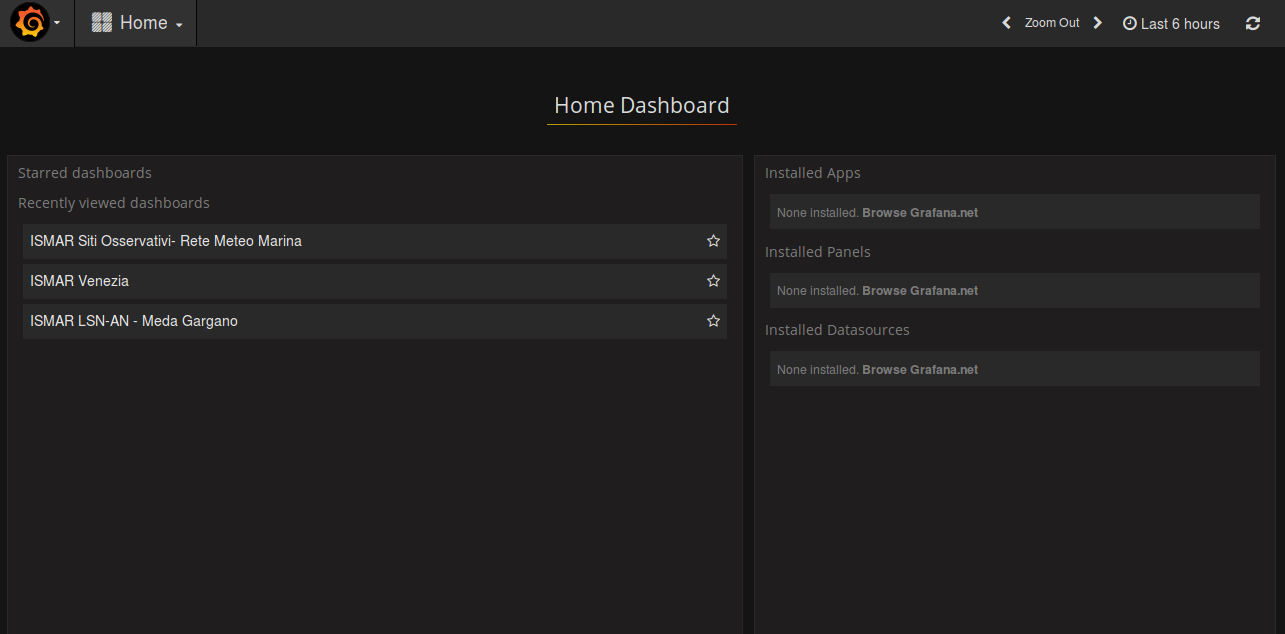 Home
Zoom Out
Last 6 hours
Home Dashboard
Starred dashboards
Recently viewed dashboards
ISMAR Siti Osservativi- Rete Meteo Marina
ISMAR Venezia
ISMAR LSN-AN - Meda Gargano
Installed Apps
None installed. Browse Grafana.net
Installed Panels
None installed. Browse Grafana.net
Installed Datasources
None installed. Browse Grafana.net